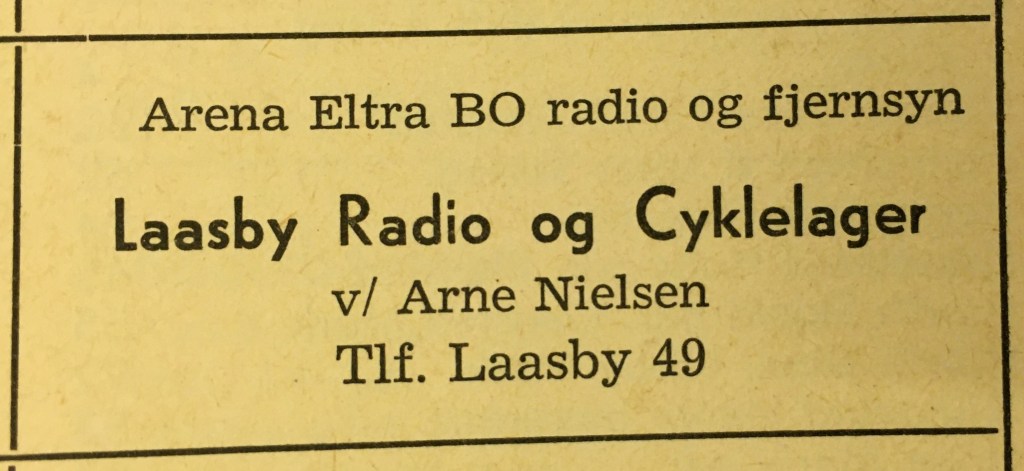 Arena Eltra BO radio og fjernsyn
Laasby Radio og Cyklelager
v/ Arne Nielsen
Tlf. Laasby 49